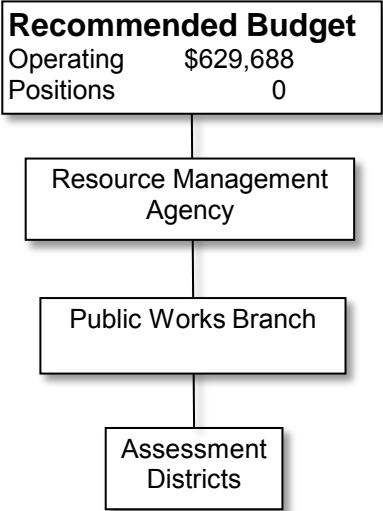 Recommended Budget
Operating $629,688
Positions 0
Resource Management
Agency
Public Works Branch
Assessment
Districts